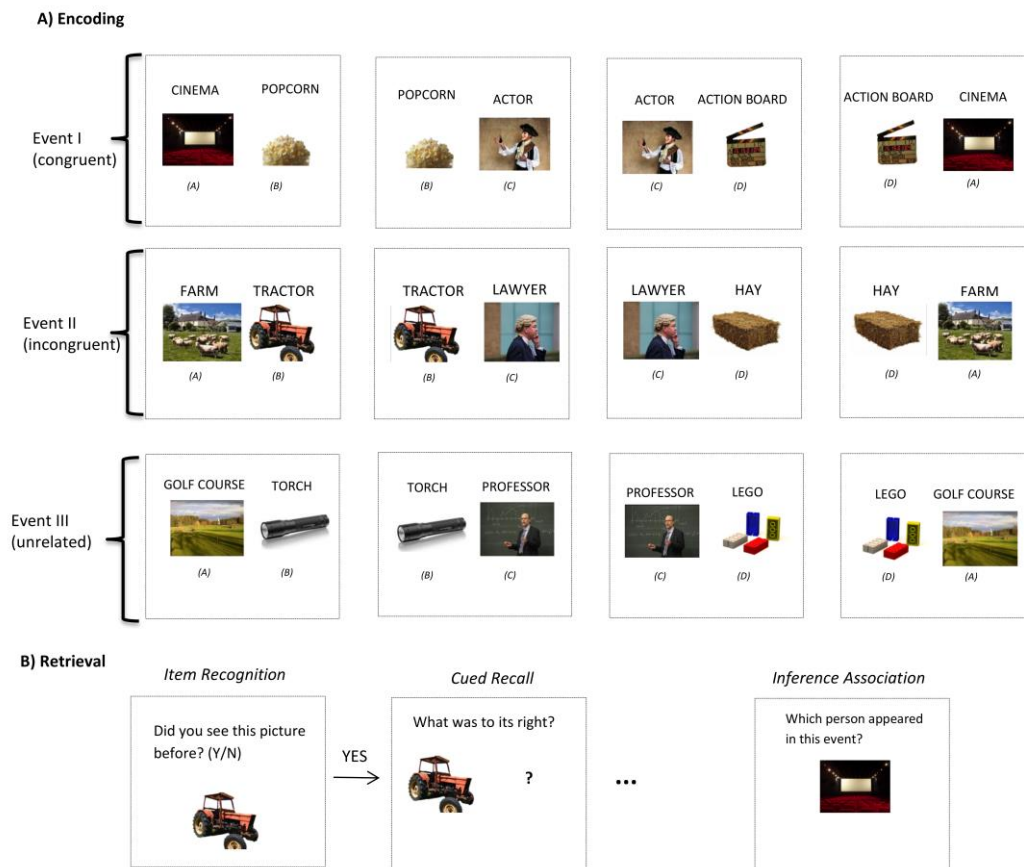 A) Encoding
Event I
(congruent)
CINEMA POPCORN
(A) (B)
POPCORN ACTOR
(B) (C)
ACTOR ACTION BOARD
(C) (D)
ACTION BOARD CINEMA
(D) (A)
Event II
(incongruent)
FARM TRACTOR
(A) (B)
TRACTOR LAWYER
(B) (C)
LAWYER HAY
(C) (D)
HAY FARM
(D) (A)
Event III
(unrelated)
GOLF COURSE TORCH
(A) (B)
TORCH PROFESSOR
(B) (C)
PROFESSOR LEGO
(C) (D)
LEGO GOLF COURSE
(D) (A)
B) Retrieval
Item Recognition
Did you see this picture
before? (Y/N)
YES
Cued Recall
What was to its right?
?
...
Inference Association
Which person appeared
in this event?